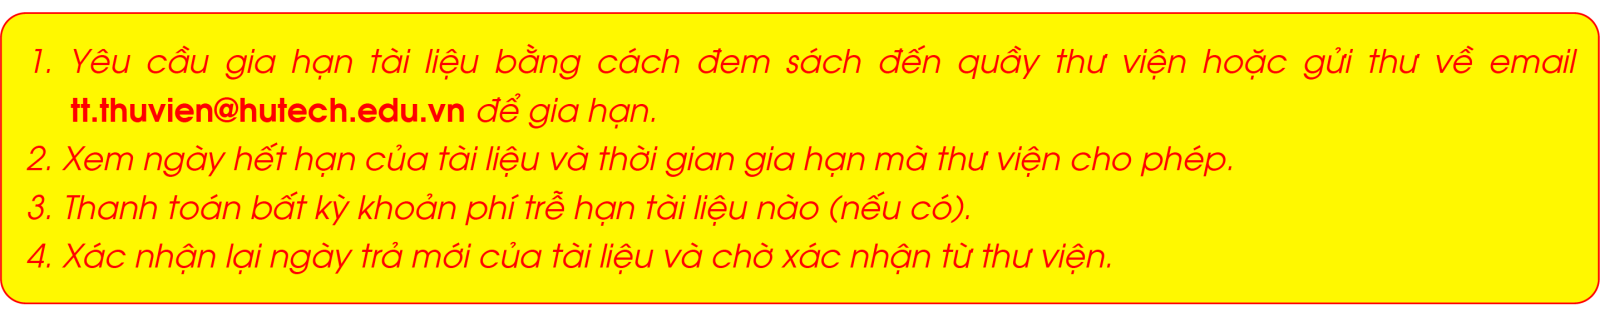 1. Yêu cầu gia hạn tài liệu bằng cách đem sách đến quầy thư viện hoặc gửi thư về email
tt.thuvien@hutech.edu.vn để gia hạn.
2. Xem ngày hết hạn của tài liệu và thời gian gia hạn mà thư viện cho phép.
3. Thanh toán bất kỳ khoản phí trễ hạn tài liệu nào (nếu có).
4. Xác nhận lại ngày trả mới của tài liệu và chờ xác nhận từ thư viện.